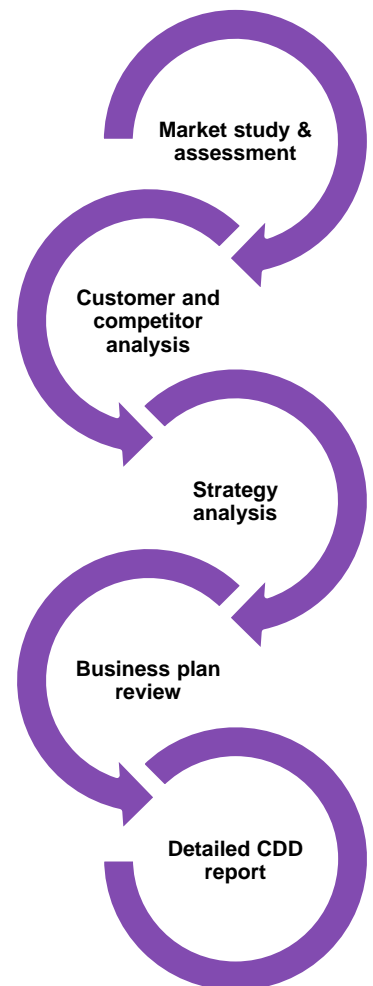 Market study &
assessment
Customer and
competitor
analysis
Strategy
analysis
Business plan
review
Detailed CDD
report